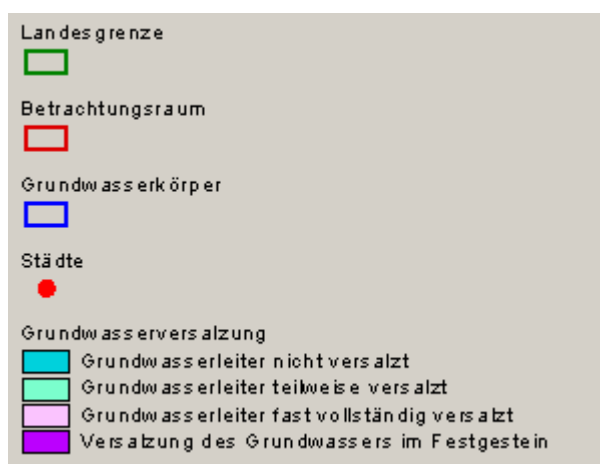 Landesgrenze
Betrachtungsraum
Grundwasserkörper
Städte
Grundwasserversalzung
Grundwasserleiter nicht versalzt
Grundwasserleiter teilweise versalzt
Grundwasserleiter fast vollständig versalzt
Versalzung des Grundwassers im Festgestein